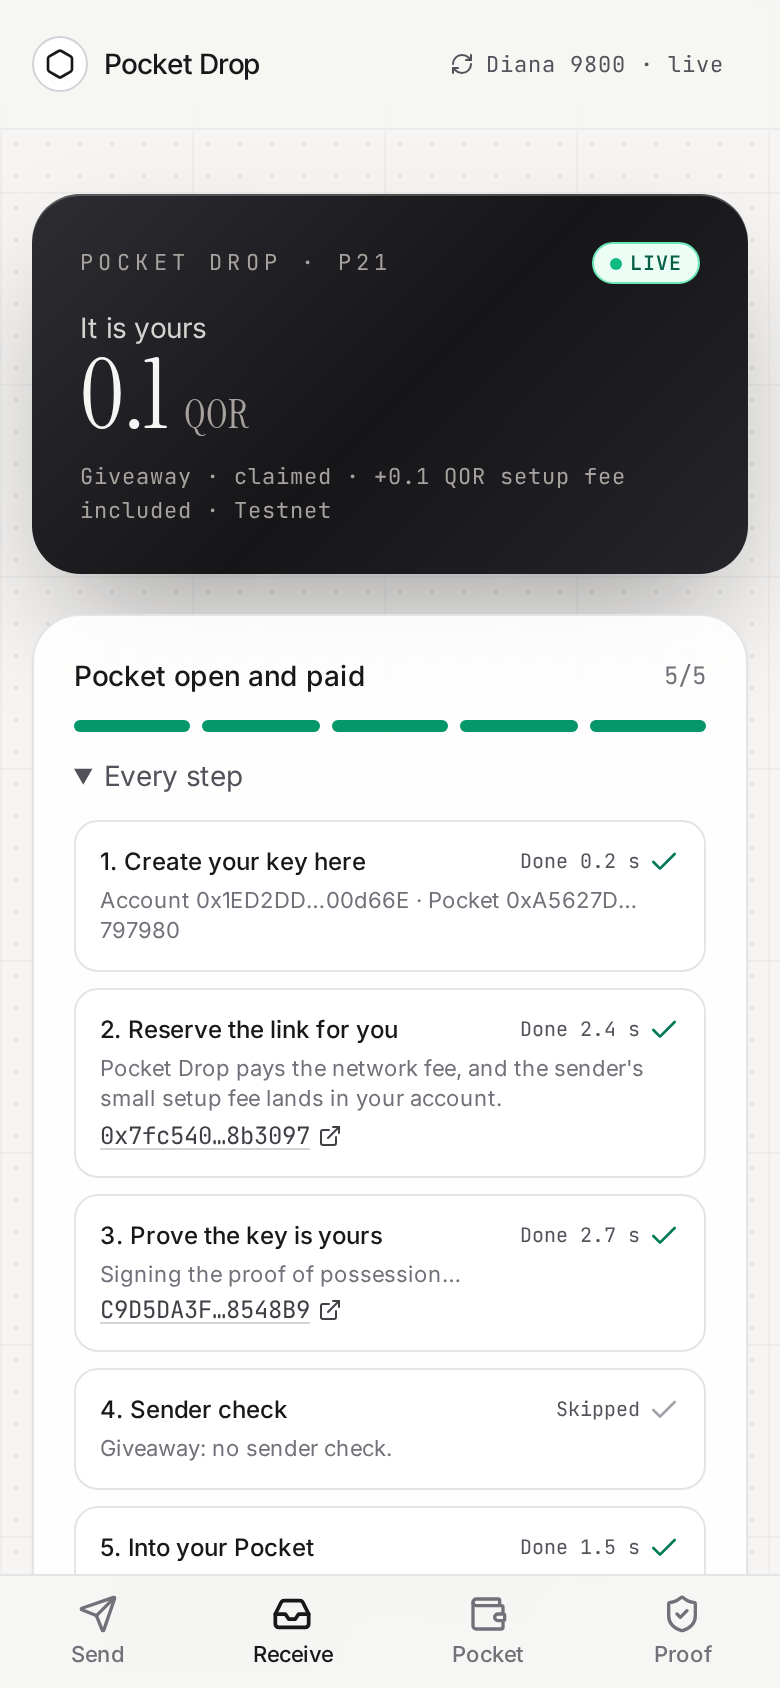 Pocket Drop
Diana 9800 · live
POCKET DROP · P21
LIVE
It is yours
0.1 QOR
Giveaway · claimed · +0.1 QOR setup fee
included · Testnet
Pocket open and paid
5/5
▼ Every step
1. Create your key here
Done 0.2 s
Account 0x1ED2DD…00d66E · Pocket 0xA5627D…
797980
2. Reserve the link for you
Done 2.4 s
Pocket Drop pays the network fee, and the sender's
small setup fee lands in your account.
0x7fc540…8b3097
3. Prove the key is yours
Done 2.7 s
Signing the proof of possession…
C9D5DA3F…8548B9
4. Sender check
Skipped
Giveaway: no sender check.
5. Into your Pocket
Done 1.5 s
Send
Receive
Pocket
Proof